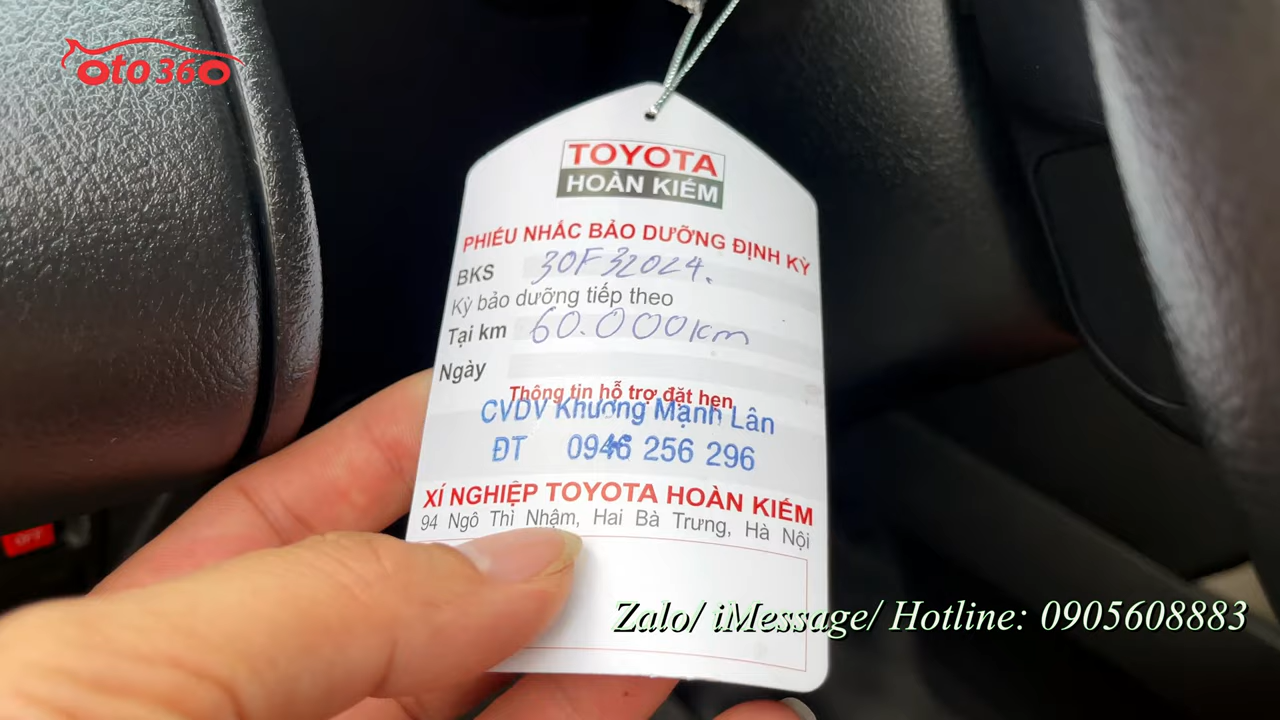 oto360
TOYOTA
HOÀN KIẾM
PHIẾU NHẮC BẢO DƯỠNG ĐỊNH KỲ
BKS 30F32024.
Kỳ bảo dưỡng tiếp theo
Tại km 60.000km
Ngày
Thông tin hỗ trợ đặt hẹn
CVDV Khương Mạnh Lân
ĐT 0946 256 296
XÍ NGHIỆP TOYOTA HOÀN KIẾM
94 Ngô Thì Nhậm, Hai Bà Trưng, Hà Nội
OFF
Zalo/ iMessage/ Hotline: 0905608883